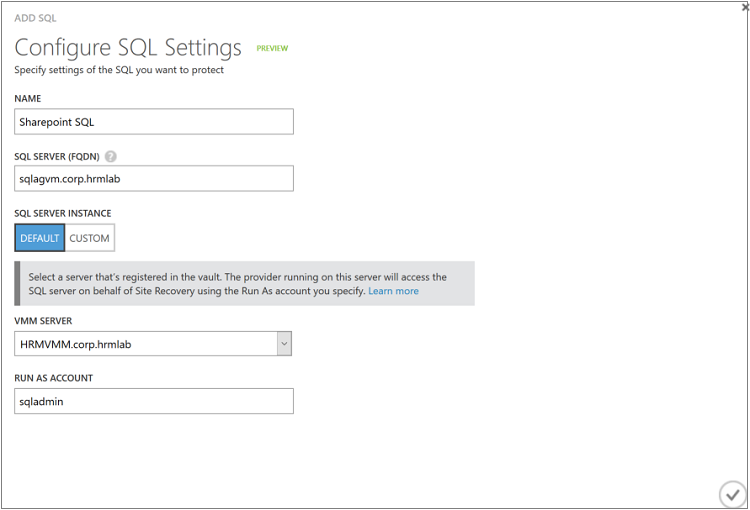 ADD SQL
Configure SQL Settings PREVIEW
Specify settings of the SQL you want to protect
NAME
Sharepoint SQL
SQL SERVER (FQDN) ?
sqlagvm.corp.hrmlab
SQL SERVER INSTANCE
DEFAULT CUSTOM
Select a server that's registered in the vault. The provider running on this server will access the
SQL server on behalf of Site Recovery using the Run As account you specify. Learn more
VMM SERVER
HRMVMM.corp.hrmlab
RUN AS ACCOUNT
sqladmin